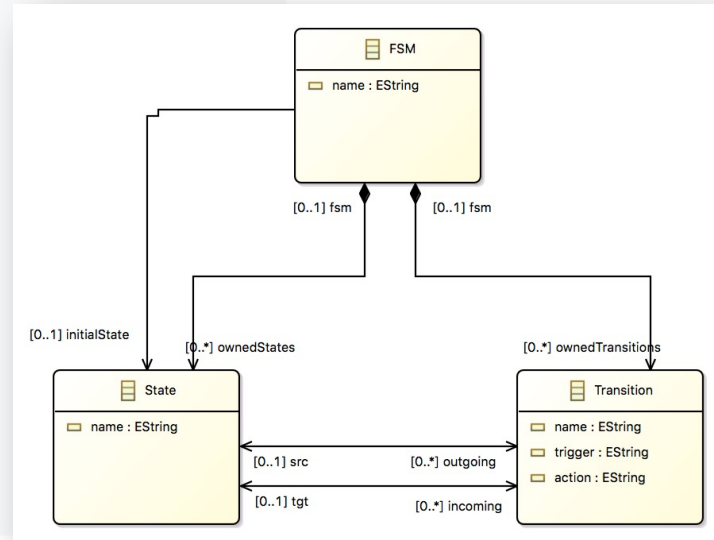 FSM
name : EString
[0..1] fsm
[0..1] fsm
[0..1] initialState
[0..*] ownedStates
[0..*] ownedTransitions
State
name : EString
Transition
name : EString
trigger : EString
action : EString
[0..1] src
[0..*] outgoing
[0..1] tgt
[0..*] incoming